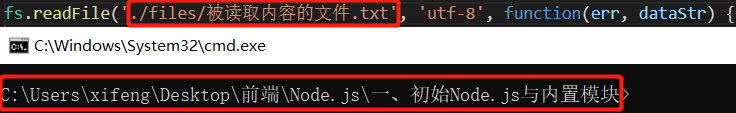 fs.readFile('./files/被读取内容的文件.txt', 'utf-8', function(err, dataStr) {
C:\Windows\System32\cmd.exe
C:\Users\xifeng\Desktop\前端\Node.js\一、初始Node.js与内置模块>